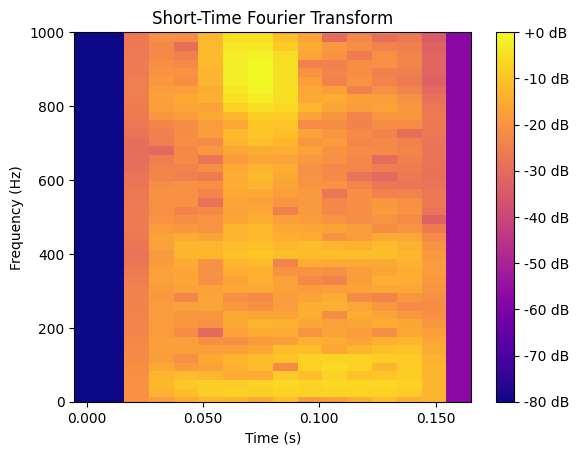 Short-Time Fourier Transform
1000
800
600
400
200
0
Frequency (Hz)
0.000
0.050
0.100
0.150
Time (s)
+0 dB
-10 dB
-20 dB
-30 dB
-40 dB
-50 dB
-60 dB
-70 dB
-80 dB